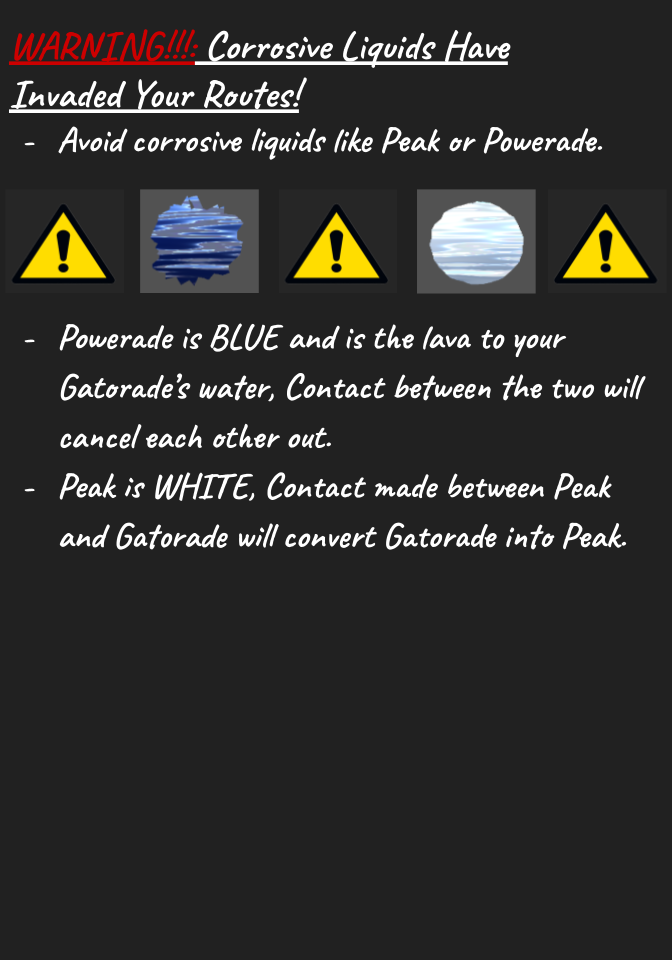 WARNING!!!: Corrosive Liquids Have
Invaded Your Routes!
- Avoid corrosive liquids like Peak or Powerade.
- Powerade is BLUE and is the lava to your
Gatorade's water, Contact between the two will
cancel each other out.
- Peak is WHITE, Contact made between Peak
and Gatorade will convert Gatorade into Peak.